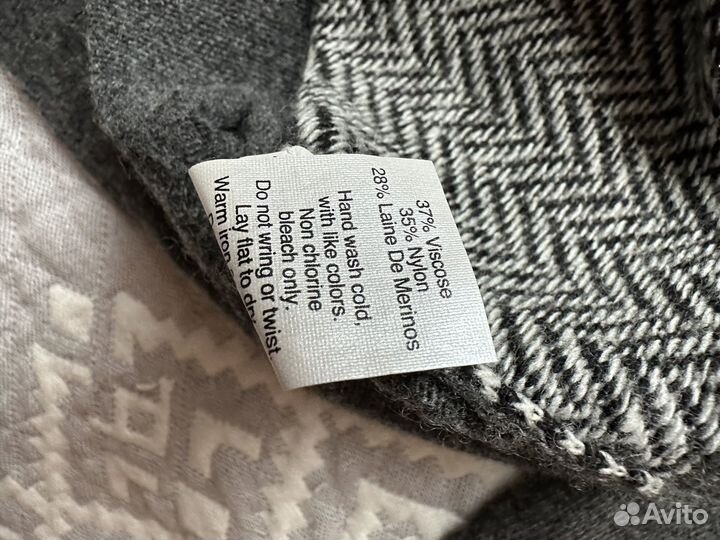 37% Viscose
35% Nylon
28% Laine De Merinos
Hand wash cold,
with like colors.
Non chlorine
bleach only.
Do not wring or twist.
Lay flat to
Warm iron
Avito